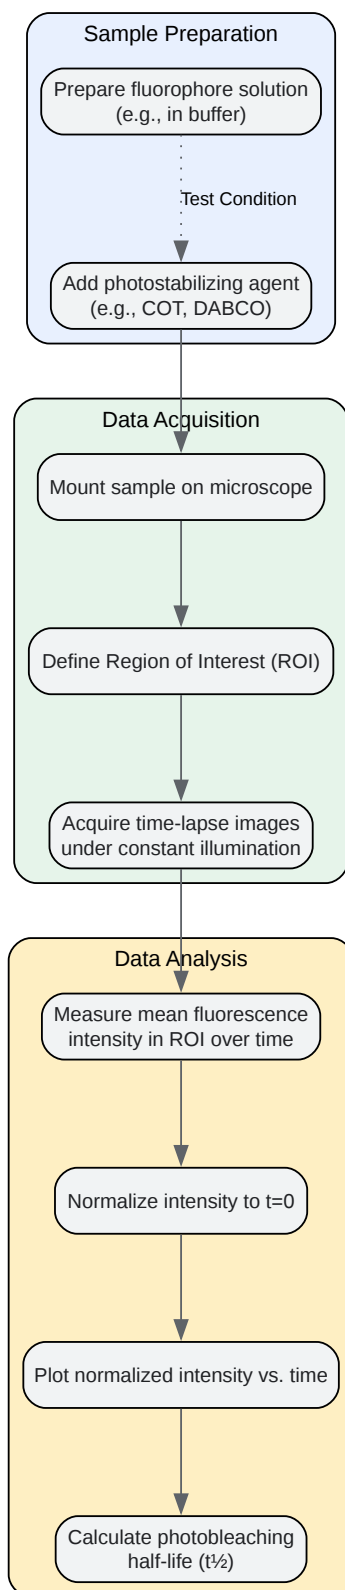 Sample Preparation
Prepare fluorophore solution
(e.g., in buffer)
Test Condition
Add photostabilizing agent
(e.g., COT, DABCO)
Data Acquisition
Mount sample on microscope
Define Region of Interest (ROI)
Acquire time-lapse images
under constant illumination
Data Analysis
Measure mean fluorescence
intensity in ROI over time
Normalize intensity to t=0
Plot normalized intensity vs. time
Calculate photobleaching
half-life (t½)